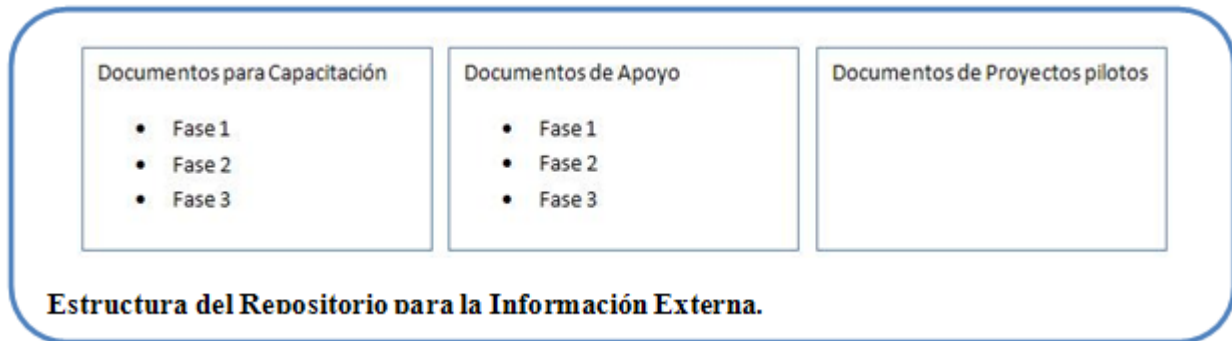 Documentos para Capacitación
• Fase 1
• Fase 2
• Fase 3
Documentos de Apoyo
• Fase 1
• Fase 2
• Fase 3
Documentos de Proyectos pilotos
Estructura del Repositorio para la Información Externa.